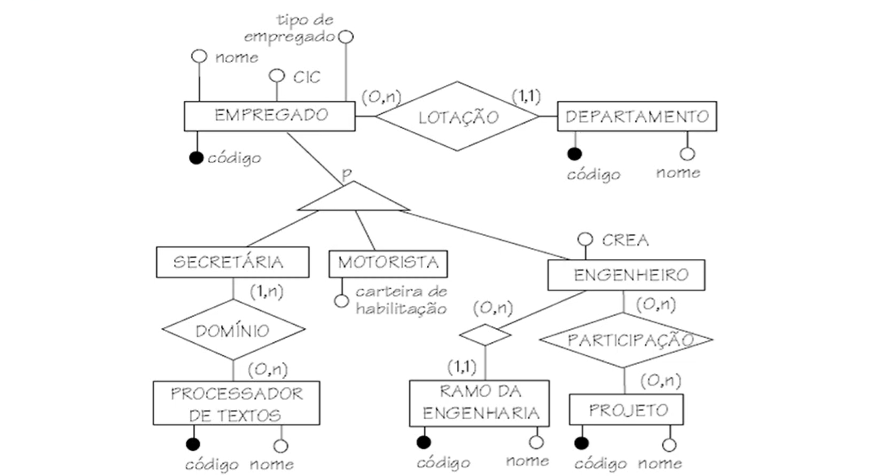 tipo de
empregado
nome
CIC
EMPREGADO
(0,n)
LOTAÇÃO
(1,1)
DEPARTAMENTO
código
código
nome
p
SECRETÁRIA
MOTORISTA
CREA
ENGENHEIRO
(1,n)
carteira de
habilitação
(0,n)
(0,n)
DOMÍNIO
PARTICIPAÇÃO
(0,n)
(1,1)
(0,n)
PROCESSADOR
DE TEXTOS
RAMO DA
ENGENHARIA
PROJETO
código
nome
código
nome
código
nome